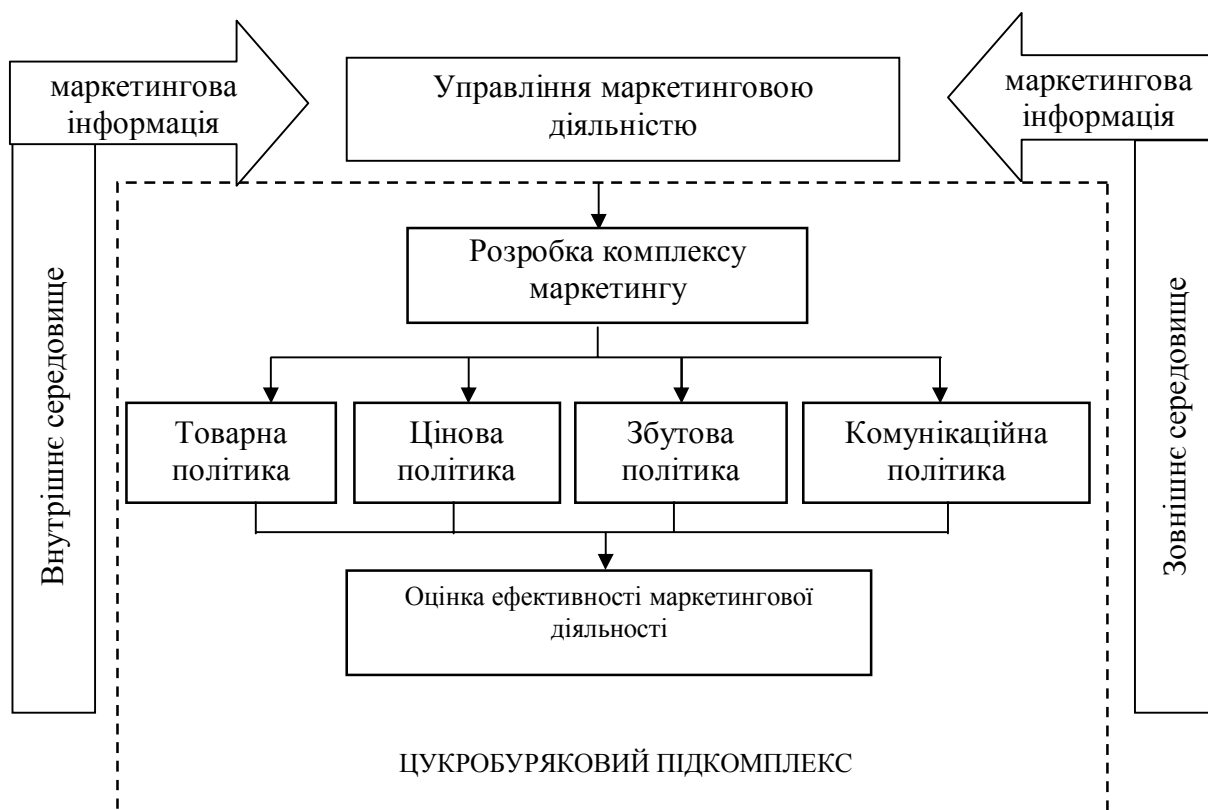 маркетингова
інформація
Управління маркетинговою
діяльністю
маркетингова
інформація
Внутрішнє середовище
Розробка комплексу
маркетингу
Зовнішнє середовище
Товарна
політика
Цінова
політика
Збутова
політика
Комунікаційна
політика
Оцінка ефективності маркетингової
діяльності
ЦУКРОБУРЯКОВИЙ ПІДКОМПЛЕКС